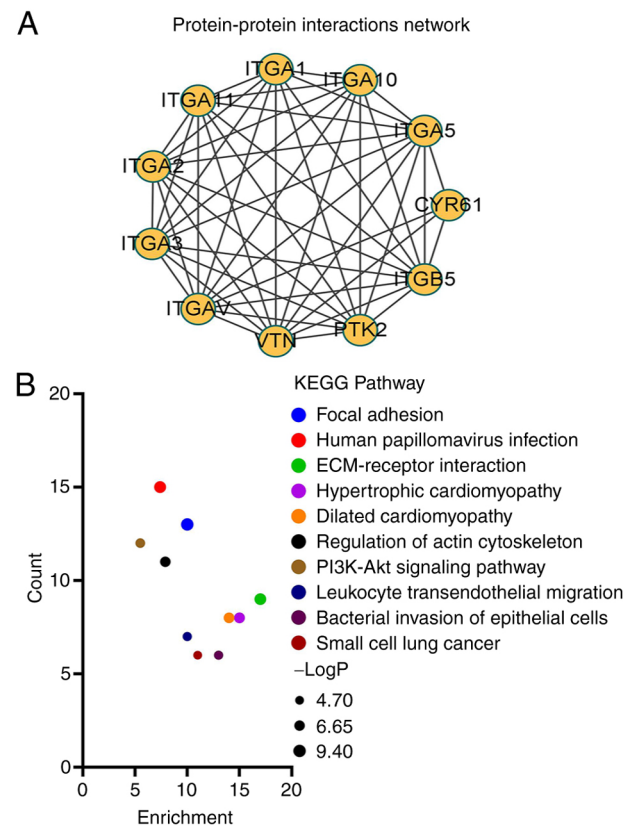 A
Protein-protein interactions network
ITGA1
ITGA10
ITGA11
ITGA5
ITGA2
CYR61
ITGA3
ITGB5
ITGAV
PTK2
VTN
B
KEGG Pathway
Focal adhesion
Human papillomavirus infection
ECM-receptor interaction
Hypertrophic cardiomyopathy
Dilated cardiomyopathy
Regulation of actin cytoskeleton
PI3K-Akt signaling pathway
Leukocyte transendothelial migration
Bacterial invasion of epithelial cells
Small cell lung cancer
–LogP
4.70
6.65
9.40
20
15
10
5
0
Count
0 5 10 15 20
Enrichment